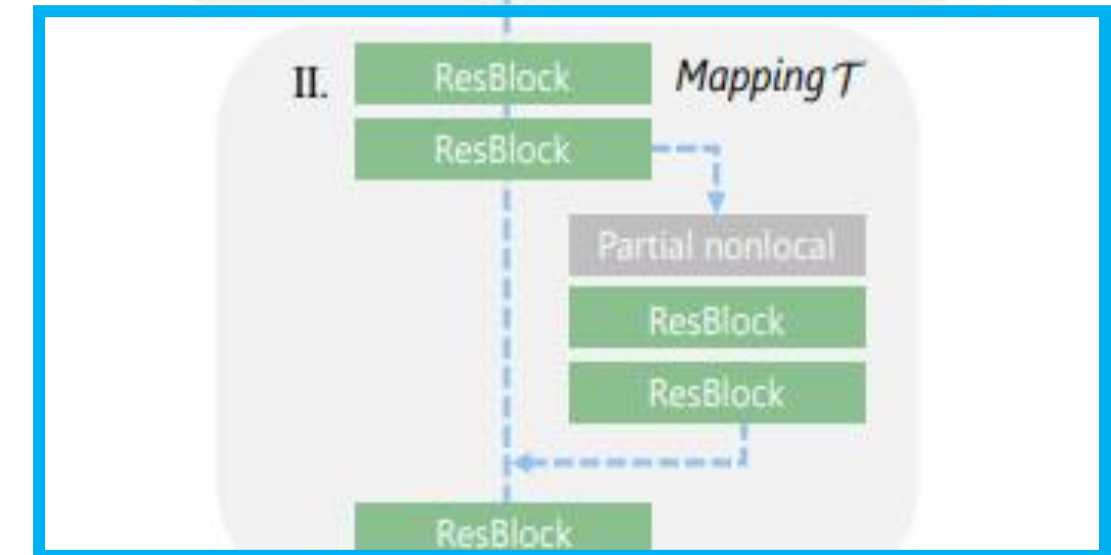 II. ResBlock Mapping T
ResBlock
Partial nonlocal
ResBlock
ResBlock
ResBlock